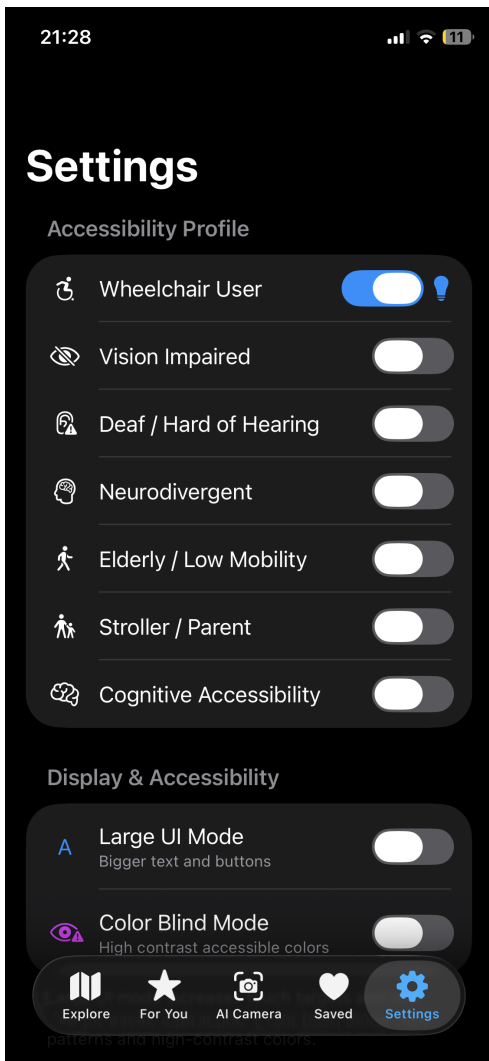 21:28
11
Settings
Accessibility Profile
Wheelchair User
Vision Impaired
Deaf / Hard of Hearing
Neurodivergent
Elderly / Low Mobility
Stroller / Parent
Cognitive Accessibility
Display & Accessibility
A
Large UI Mode
Bigger text and buttons
Color Blind Mode
High contrast accessible colors
Explore
For You
AI Camera
Saved
Settings
patterns and high-contrast colors.